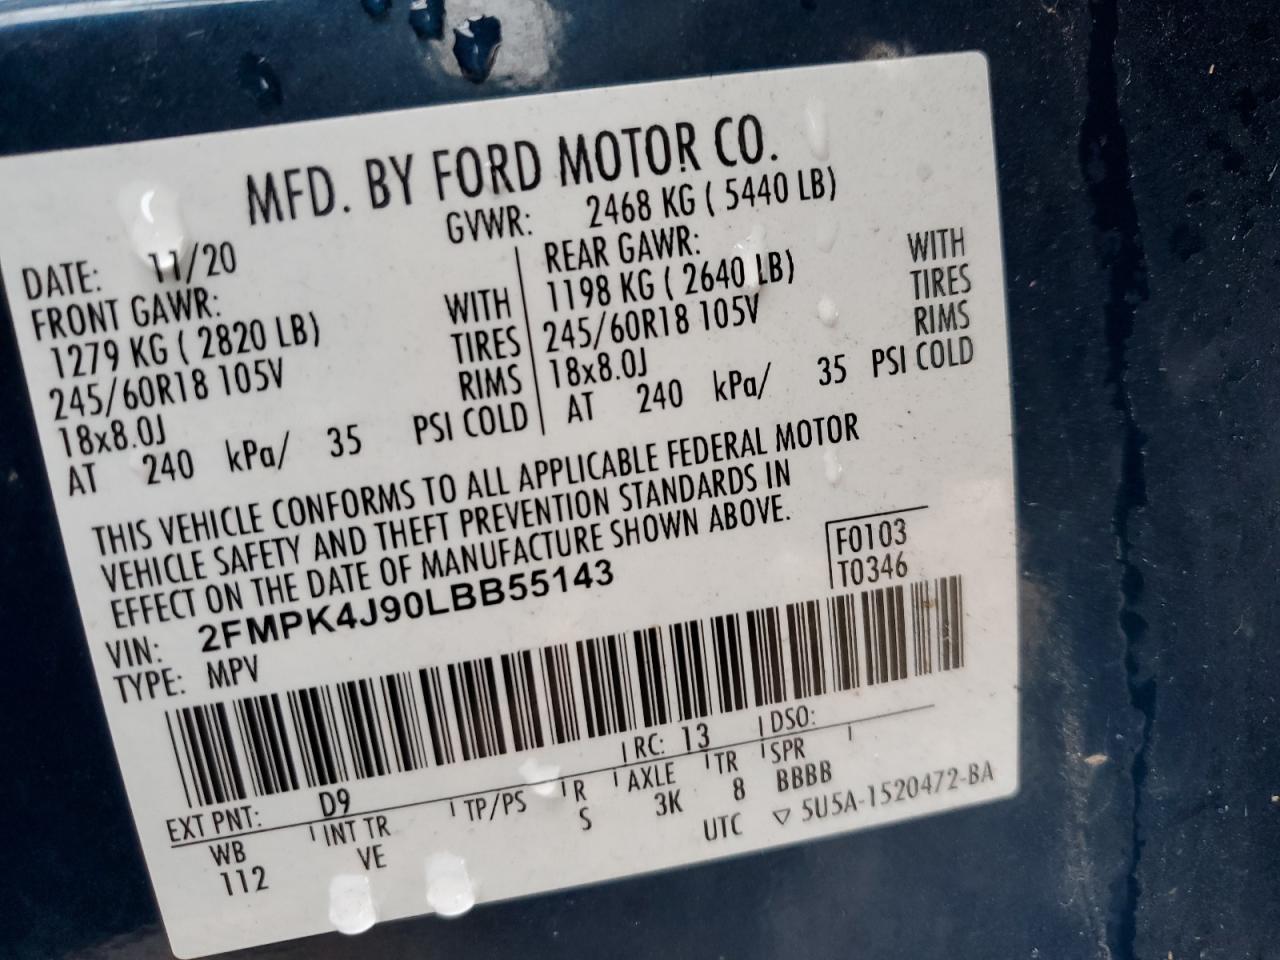 MFD. BY FORD MOTOR CO.
DATE: 11/20 GVWR: 2468 KG ( 5440 LB)
FRONT GAWR: REAR GAWR:
1279 KG ( 2820 LB) WITH 1198 KG ( 2640 LB) WITH
245/60R18 105V TIRES 245/60R18 105V TIRES
18x8.0J RIMS 18x8.0J RIMS
AT 240 kPa/ 35 PSI COLD AT 240 kPa/ 35 PSI COLD
THIS VEHICLE CONFORMS TO ALL APPLICABLE FEDERAL MOTOR
VEHICLE SAFETY AND THEFT PREVENTION STANDARDS IN
EFFECT ON THE DATE OF MANUFACTURE SHOWN ABOVE.
VIN: 2FMPK4J90LBB55143 F0103
TYPE: MPV T0346
EXT PNT: D9 RC: 13 DSO:
WB INT TR TP/PS R AXLE TR SPR
112 VE S 3K 8 BBBB
UTC ▽ 5U5A-1520472-BA